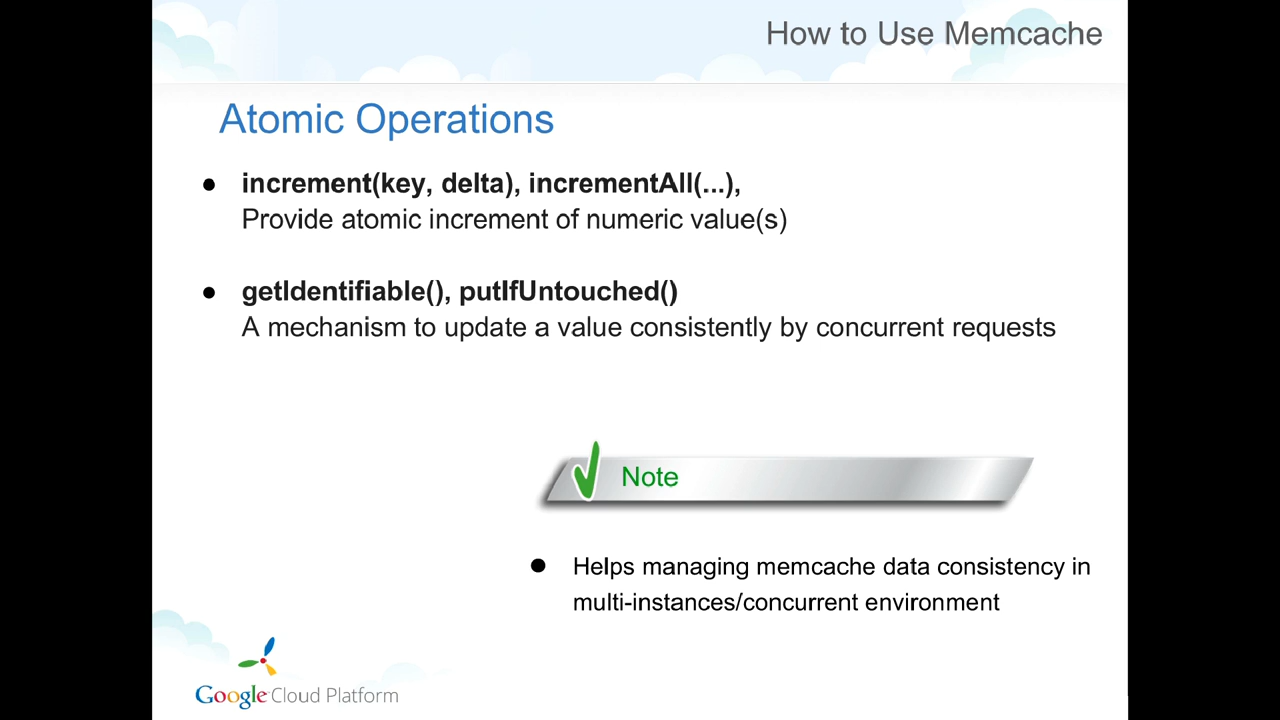 How to Use Memcache
Atomic Operations
● increment(key, delta), incrementAll(...),
Provide atomic increment of numeric value(s)
● getIdentifiable(), putIfUntouched()
A mechanism to update a value consistently by concurrent requests
Note
● Helps managing memcache data consistency in
multi-instances/concurrent environment
Google Cloud Platform